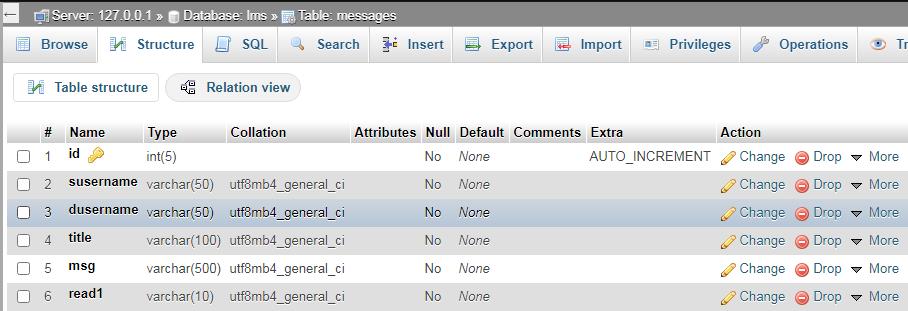 Server: 127.0.0.1 » Database: lms » Table: messages
Browse Structure SQL Search Insert Export Import Privileges Operations Tr
Table structure Relation view
# Name Type Collation Attributes Null Default Comments Extra Action
1 id int(5) No None AUTO_INCREMENT Change Drop More
2 susername varchar(50) utf8mb4_general_ci No None Change Drop More
3 dusername varchar(50) utf8mb4_general_ci No None Change Drop More
4 title varchar(100) utf8mb4_general_ci No None Change Drop More
5 msg varchar(500) utf8mb4_general_ci No None Change Drop More
6 read1 varchar(10) utf8mb4_general_ci No None Change Drop More